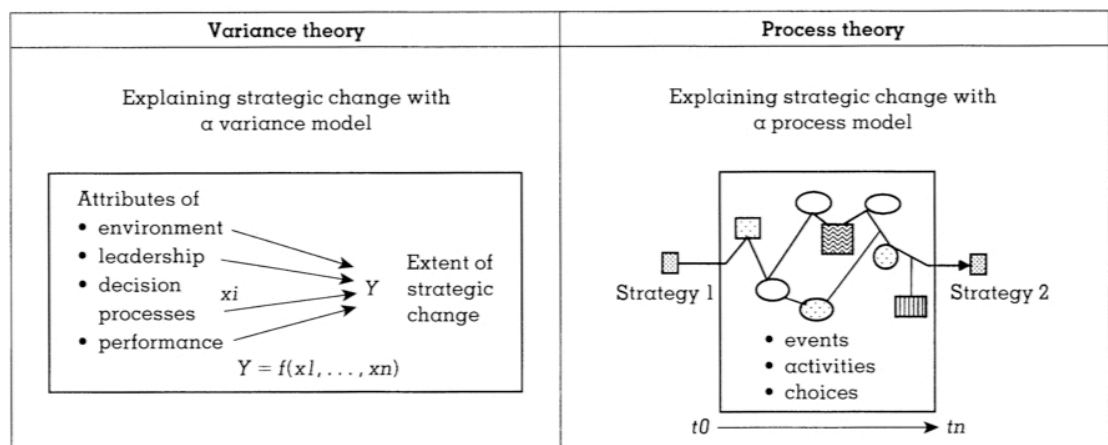 Variance theory
Explaining strategic change with
a variance model
Attributes of
• environment
• leadership
• decision
processes
• performance
xi
Y
Extent of
strategic
change
Y = f(x1, . . . , xn)
Process theory
Explaining strategic change with
a process model
Strategy 1
Strategy 2
• events
• activities
• choices
t0
tn